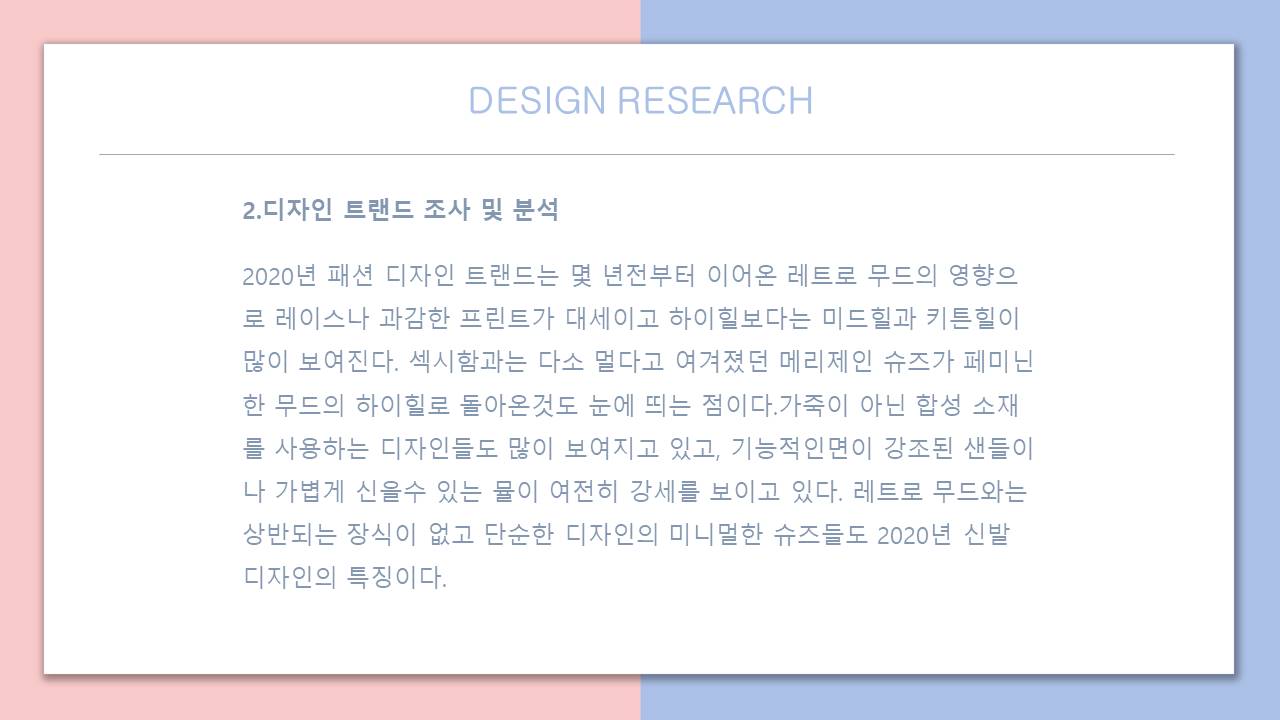 DESIGN RESEARCH
2.디자인 트랜드 조사 및 분석
2020년 패션 디자인 트랜드는 몇 년전부터 이어온 레트로 무드의 영향으
로 레이스나 과감한 프린트가 대세이고 하이힐보다는 미드힐과 키튼힐이
많이 보여진다. 섹시함과는 다소 멀다고 여겨졌던 메리제인 슈즈가 페미닌
한 무드의 하이힐로 돌아온것도 눈에 띄는 점이다.가죽이 아닌 합성 소재
를 사용하는 디자인들도 많이 보여지고 있고, 기능적인면이 강조된 샌들이
나 가볍게 신을수 있는 뮬이 여전히 강세를 보이고 있다. 레트로 무드와는
상반되는 장식이 없고 단순한 디자인의 미니멀한 슈즈들도 2020년 신발
디자인의 특징이다.